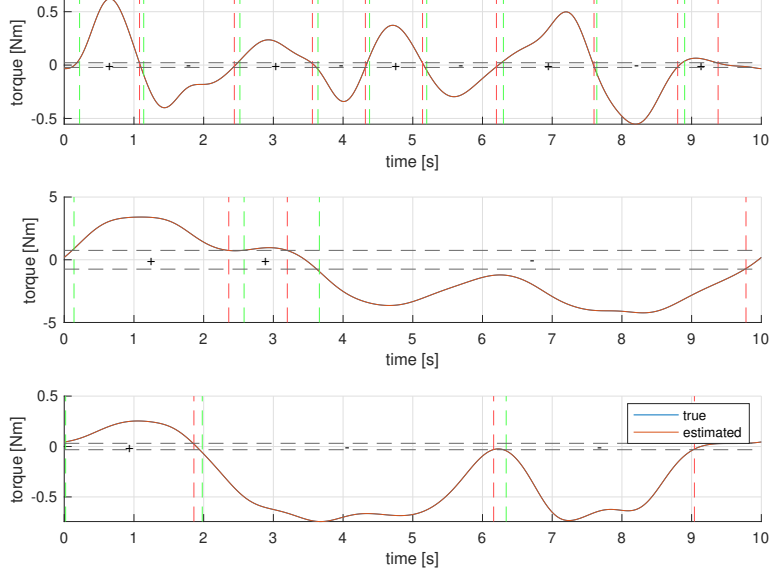 0.5
0
-0.5
torque [Nm]
+ - + - + - + - +
0 1 2 3 4 5 6 7 8 9 10
time [s]
5
0
-5
torque [Nm]
+ + -
0 1 2 3 4 5 6 7 8 9 10
time [s]
0.5
0
-0.5
torque [Nm]
true
estimated
+ - -
0 1 2 3 4 5 6 7 8 9 10
time [s]